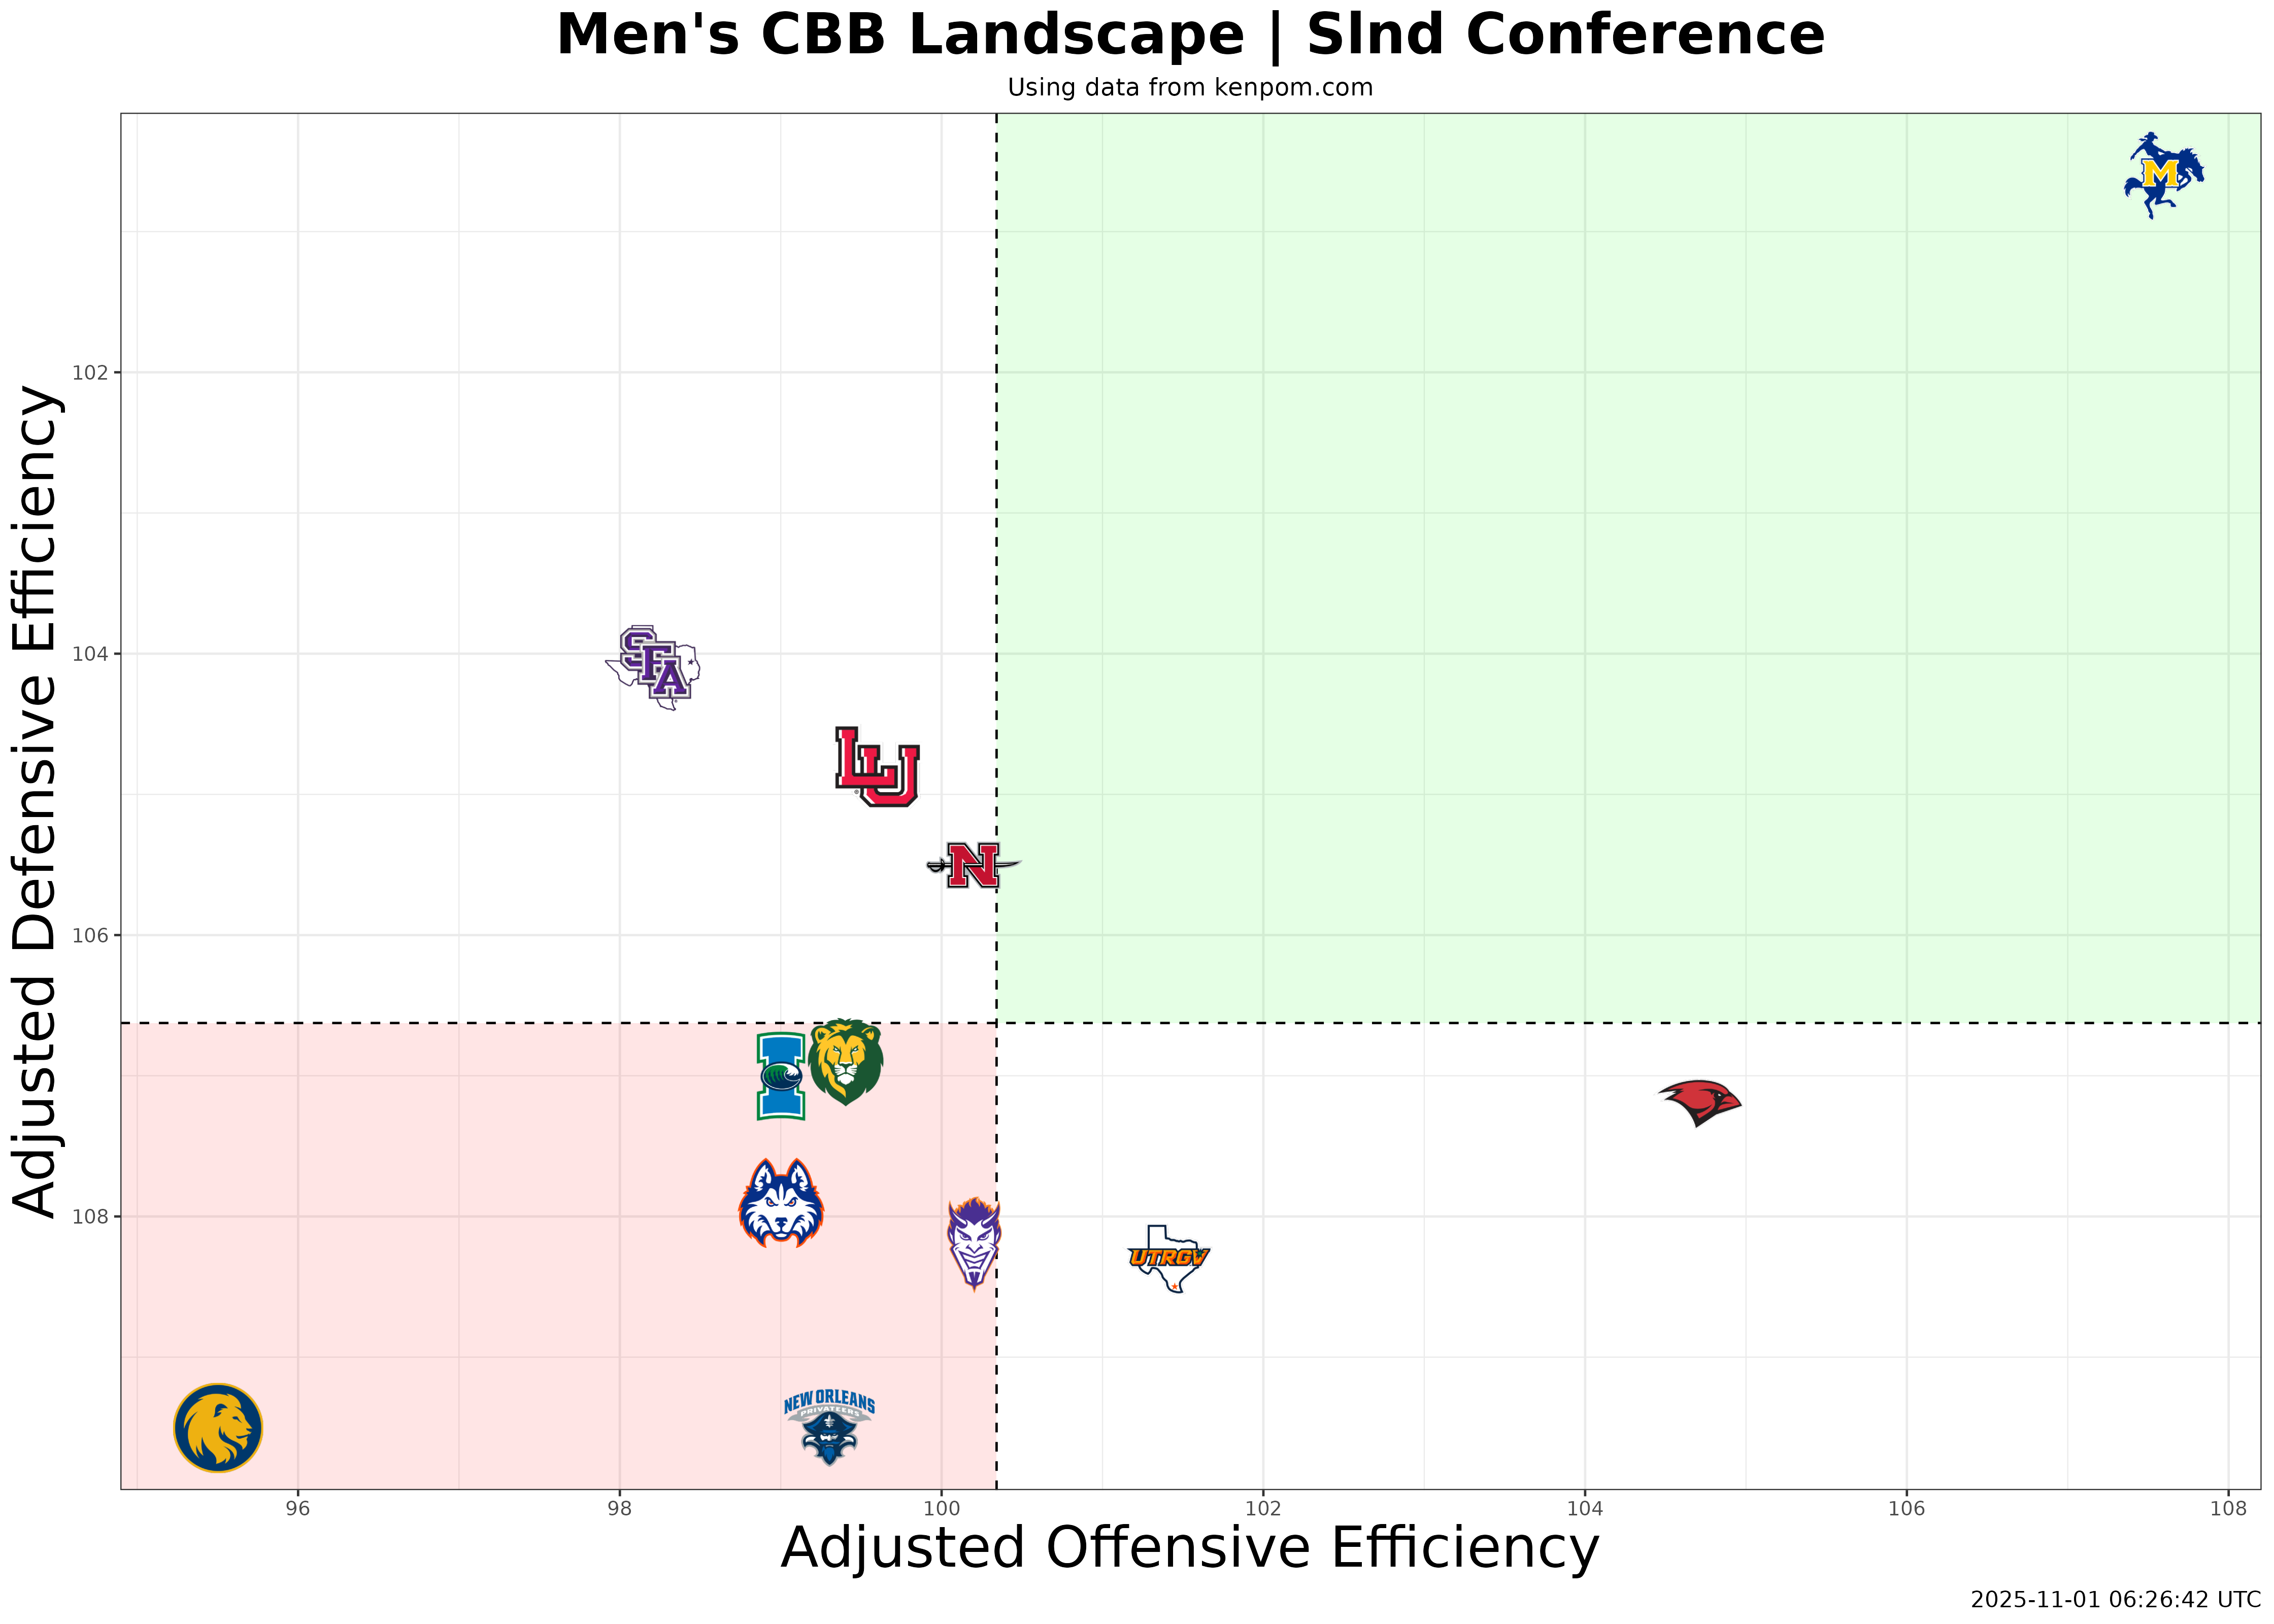 Men's CBB Landscape | Slnd Conference
Using data from kenpom.com
Adjusted Defensive Efficiency
102
104
106
108
M
SFA
LU
N
I
UTRGV
NEW ORLEANS
PRIVATEERS
96
98
100
102
104
106
108
Adjusted Offensive Efficiency
2025-11-01 06:26:42 UTC